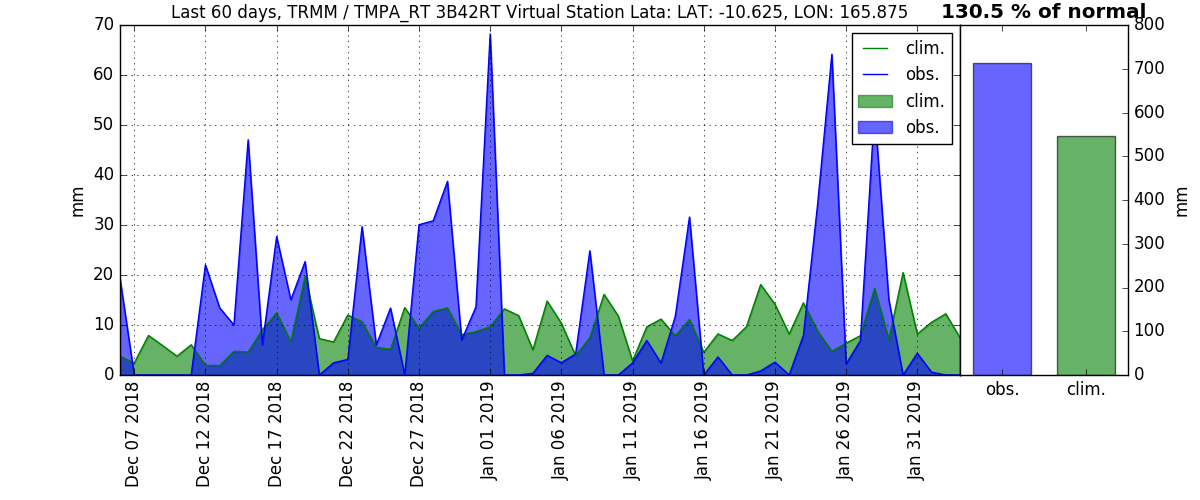 Last 60 days, TRMM / TMPA_RT 3B42RT Virtual Station Lata: LAT: -10.625, LON: 165.875
130.5 % of normal
70
60
50
40
30
20
10
0
mm
clim.
obs.
clim.
obs.
800
700
600
500
400
300
200
100
0
mm
Dec 07 2018
Dec 12 2018
Dec 17 2018
Dec 22 2018
Dec 27 2018
Jan 01 2019
Jan 06 2019
Jan 11 2019
Jan 16 2019
Jan 21 2019
Jan 26 2019
Jan 31 2019
obs.
clim.